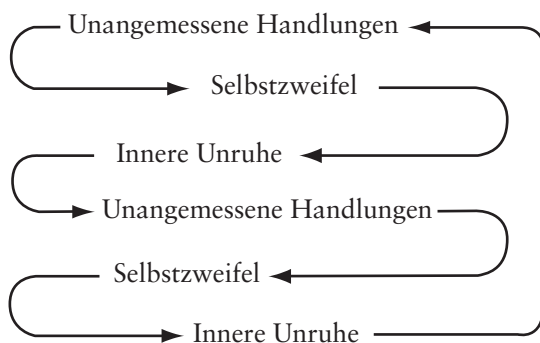 Unangemessene Handlungen
Selbstzweifel
Innere Unruhe
Unangemessene Handlungen
Selbstzweifel
Innere Unruhe